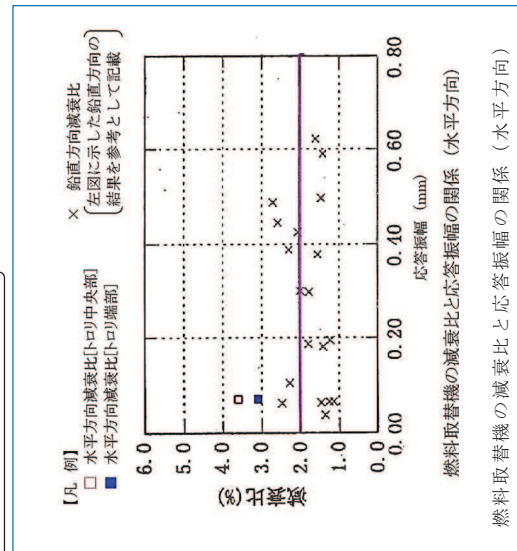 【凡 例】
□ 水平方向減衰比[トロリ中央部]
■ 水平方向減衰比[トロリ端部]
× 鉛直方向減衰比
左図に示した鉛直方向の
結果を参考として記載
減衰比(%)
6.0
5.0
4.0
3.0
2.0
1.0
0.0
0.00
0.20
0.40
0.60
0.80
応答振幅 (mm)
燃料取替機の減衰比と応答振幅の関係 (水平方向)
燃料取替機の減衰比と応答振幅の関係 (水平方向)